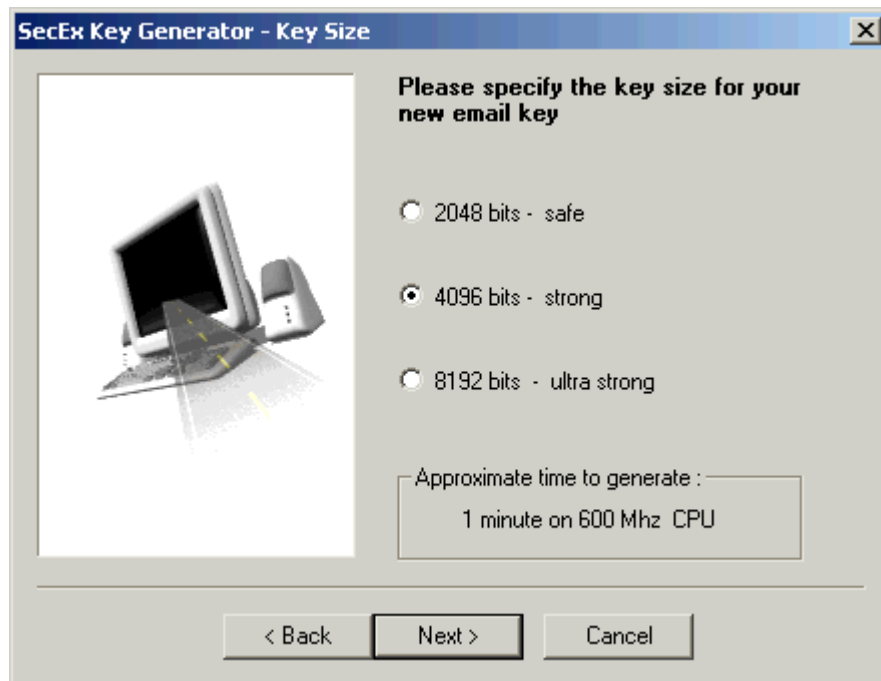 SecEx Key Generator - Key Size
Please specify the key size for your
new email key
2048 bits - safe
4096 bits - strong
8192 bits - ultra strong
Approximate time to generate :
1 minute on 600 Mhz CPU
< Back Next > Cancel